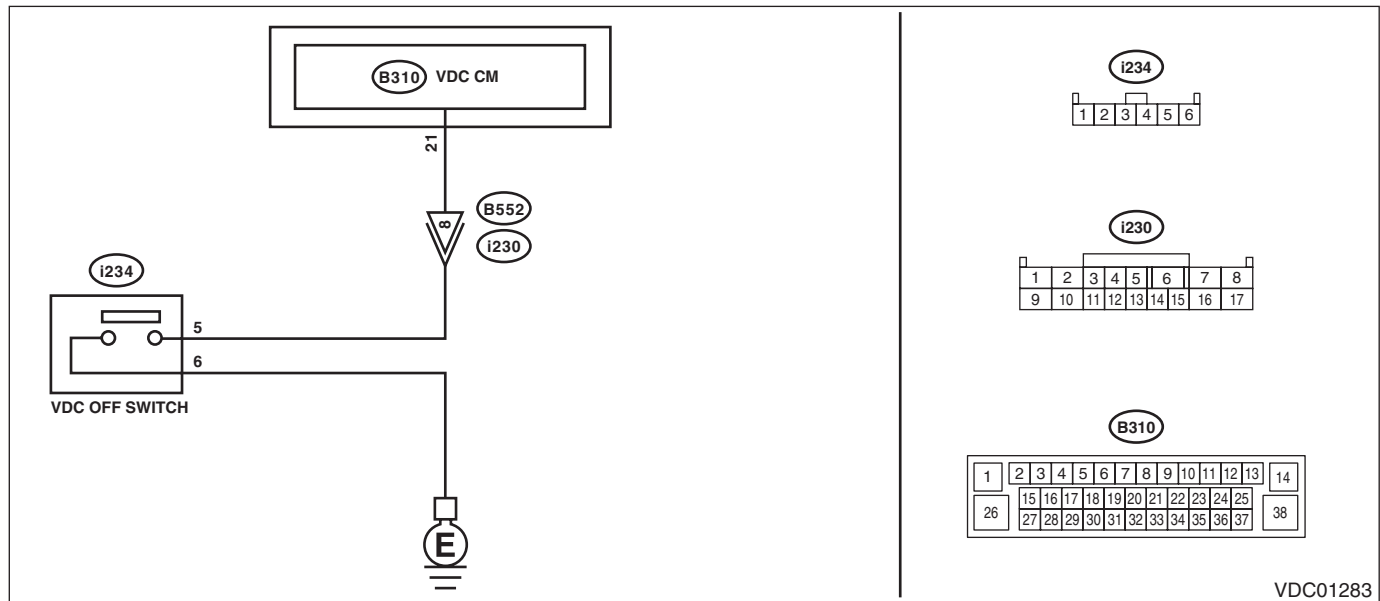 B310 VDC CM
21
8
B552
i230
i234
5
6
VDC OFF SWITCH
E
i234
1 2 3 4 5 6
i230
1 2 3 4 5 6 7 8
9 10 11 12 13 14 15 16 17
B310
1 2 3 4 5 6 7 8 9 10 11 12 13 14
15 16 17 18 19 20 21 22 23 24 25
26 27 28 29 30 31 32 33 34 35 36 37 38
VDC01283